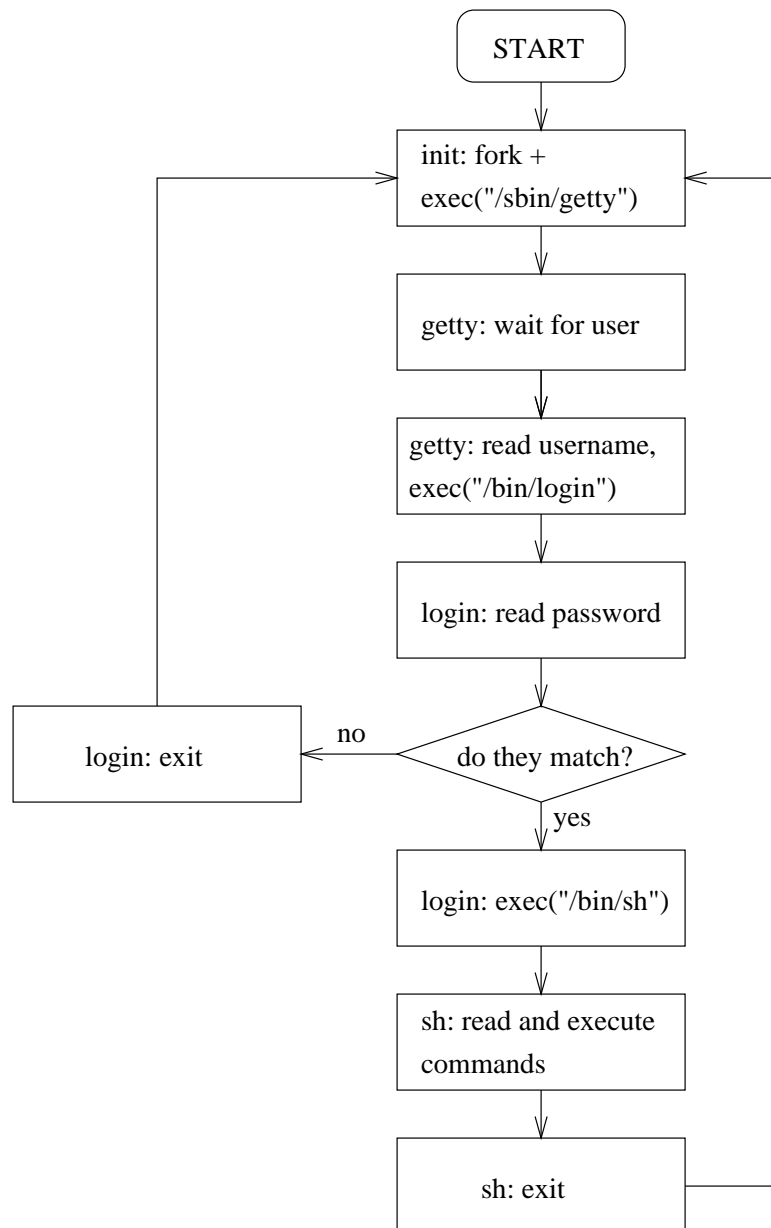 START
init: fork +
exec("/sbin/getty")
getty: wait for user
getty: read username,
exec("/bin/login")
login: read password
do they match?
no
login: exit
yes
login: exec("/bin/sh")
sh: read and execute
commands
sh: exit